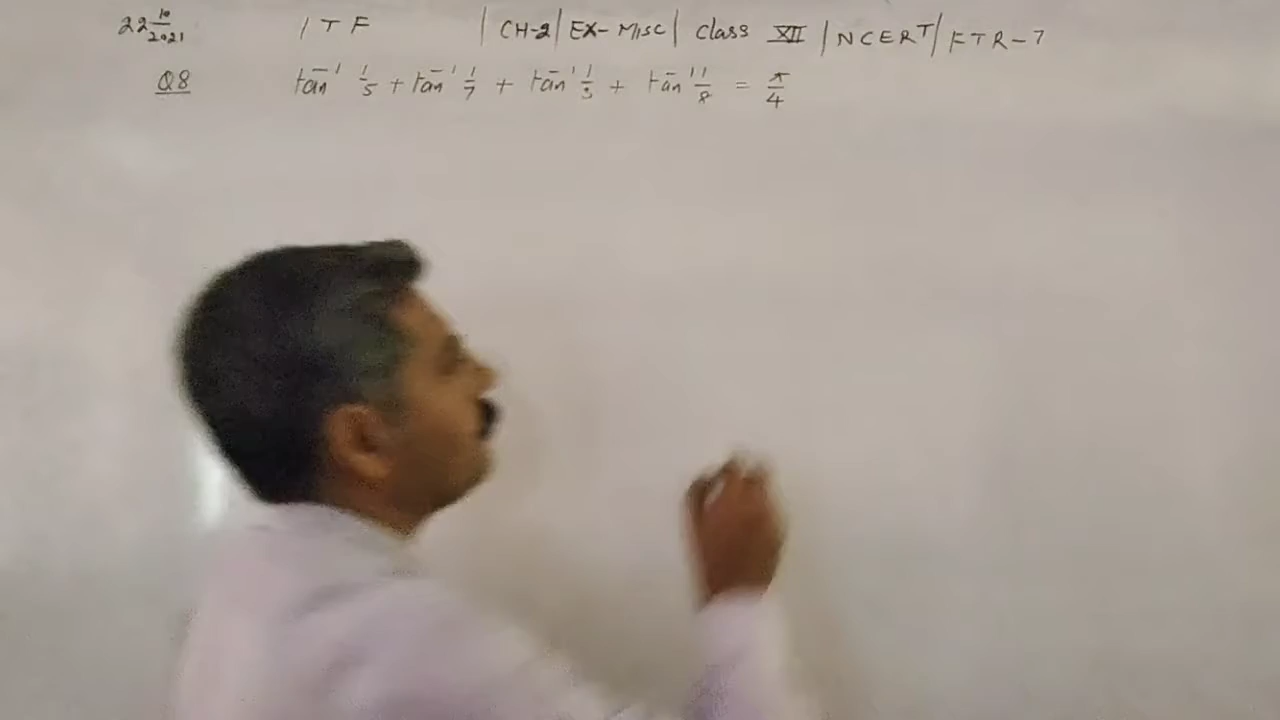 22 10/2021 ITF | CH-2 | EX-MISC | Class XII | NCERT | FTR-7
Q8 tan⁻¹ 1/5 + tan⁻¹ 1/7 + tan⁻¹ 1/3 + tan⁻¹ 1/8 = π/4